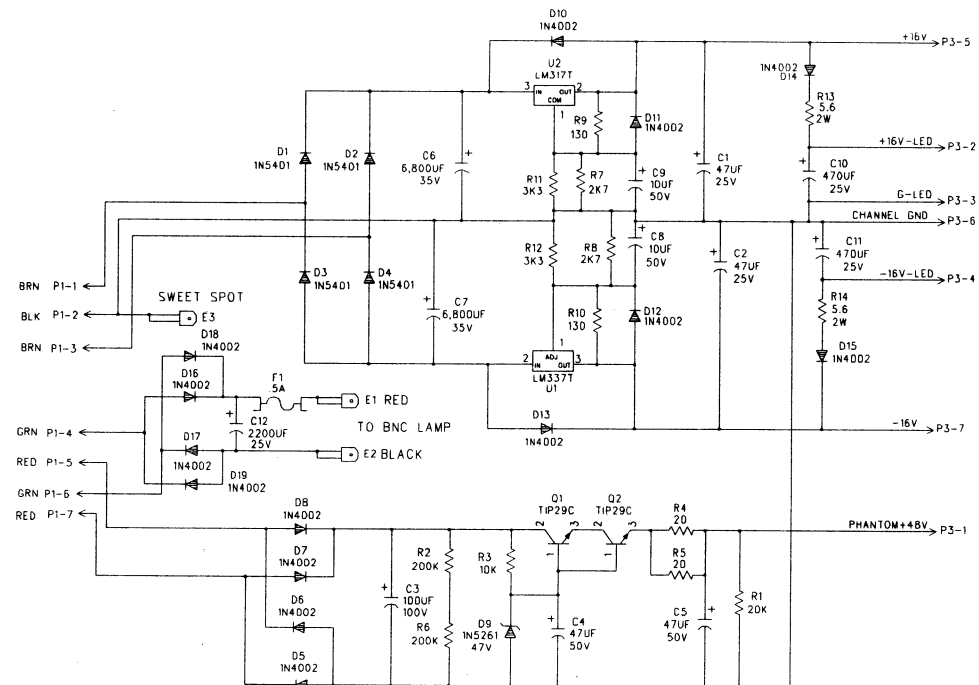 D10
1N4002
+16V
P3-5
U2
LM317T
3
IN
OUT
2
COM
1
1N4002
D14
R13
5.6
2W
R9
130
D11
1N4002
+16V-LED
P3-2
D1
1N5401
D2
1N5401
C6
6,800UF
35V
+
R11
3K3
R7
2K7
+
C9
10UF
50V
+
C1
47UF
25V
+
C10
470UF
25V
G-LED
P3-3
CHANNEL GND
P3-6
R12
3K3
R8
2K7
+
C8
10UF
50V
+
C2
47UF
25V
+
C11
470UF
25V
-16V-LED
P3-4
D3
1N5401
D4
1N5401
+
C7
6,800UF
35V
R10
130
D12
1N4002
R14
5.6
2W
D15
1N4002
BRN P1-1
SWEET SPOT
BLK P1-2
E3
BRN P1-3
1
2
IN
ADJ
OUT
3
LM337T
U1
D18
1N4002
D16
1N4002
F1
.5A
E1 RED
+
C12
2200UF
25V
TO BNC LAMP
D13
1N4002
-16V
P3-7
GRN P1-4
D17
1N4002
E2 BLACK
RED P1-5
D19
1N4002
GRN P1-6
RED P1-7
D8
1N4002
Q1
TIP29C
2
3
1
Q2
TIP29C
2
3
1
R4
20
PHANTOM+48V
P3-1
D7
1N4002
R2
200K
R3
10K
R5
20
D6
1N4002
+
C3
100UF
100V
R6
200K
D9
1N5261
47V
+
C4
47UF
50V
+
C5
47UF
50V
R1
20K
D5
1N4002